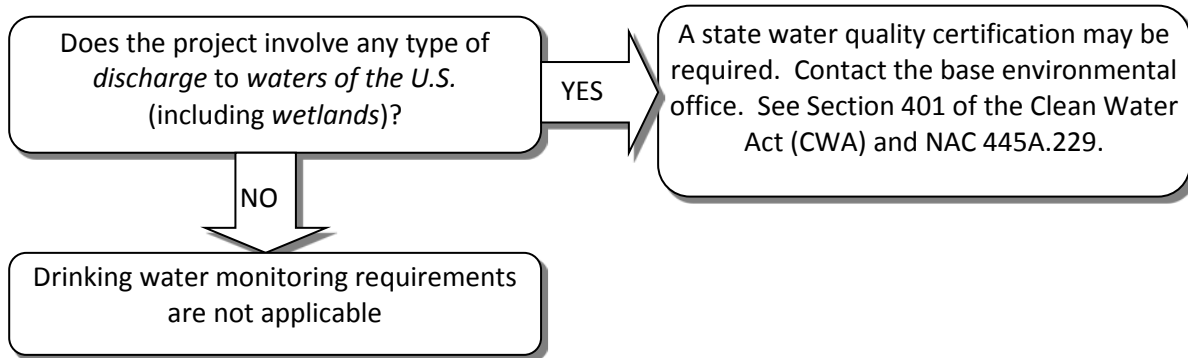 Does the project involve any type of
discharge to waters of the U.S.
(including wetlands)?
YES
A state water quality certification may be
required. Contact the base environmental
office. See Section 401 of the Clean Water
Act (CWA) and NAC 445A.229.
NO
Drinking water monitoring requirements
are not applicable